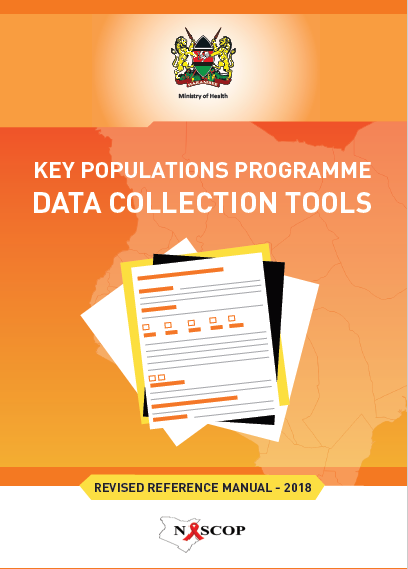 Ministry of Health
KEY POPULATIONS PROGRAMME
DATA COLLECTION TOOLS
REVISED REFERENCE MANUAL - 2018
NASCOP